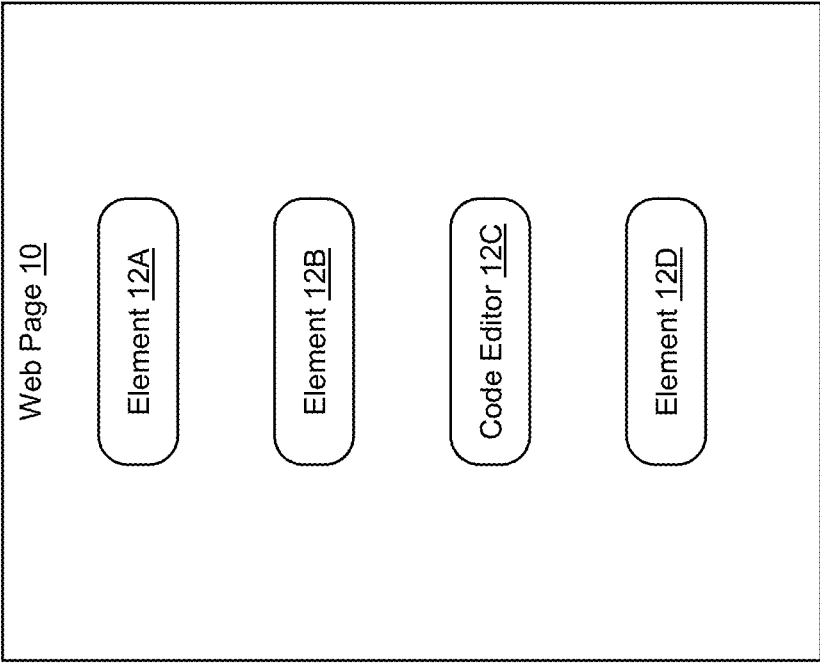 Web Page 10
Element 12A
Element 12B
Code Editor 12C
Element 12D